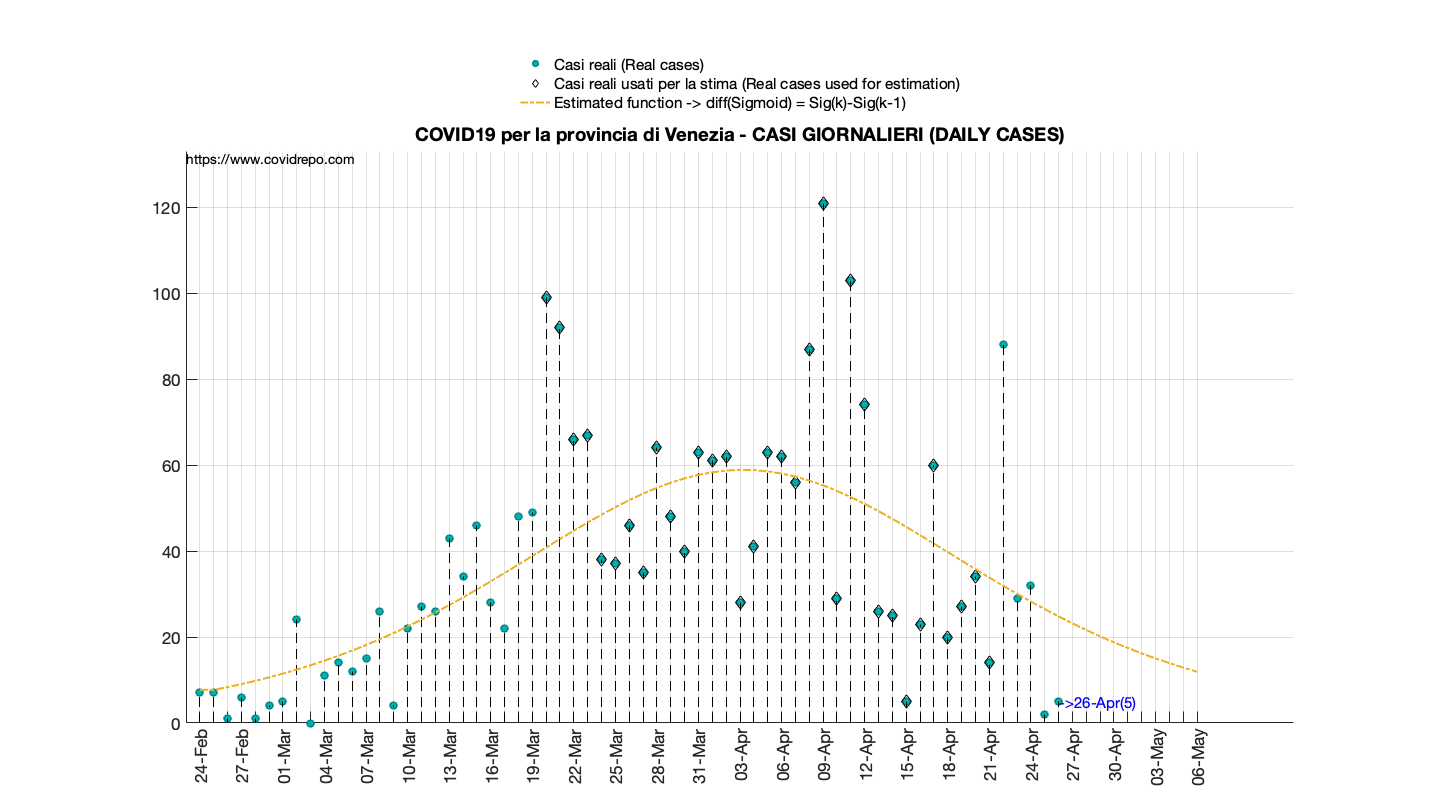 Casi reali (Real cases)
Casi reali usati per la stima (Real cases used for estimation)
Estimated function -> diff(Sigmoid) = Sig(k)-Sig(k-1)
COVID19 per la provincia di Venezia - CASI GIORNALIERI (DAILY CASES)
https://www.covidrepo.com
120
100
80
60
40
20
0
->26-Apr(5)
24-Feb
27-Feb
01-Mar
04-Mar
07-Mar
10-Mar
13-Mar
16-Mar
19-Mar
22-Mar
25-Mar
28-Mar
31-Mar
03-Apr
06-Apr
09-Apr
12-Apr
15-Apr
18-Apr
21-Apr
24-Apr
27-Apr
30-Apr
03-May
06-May